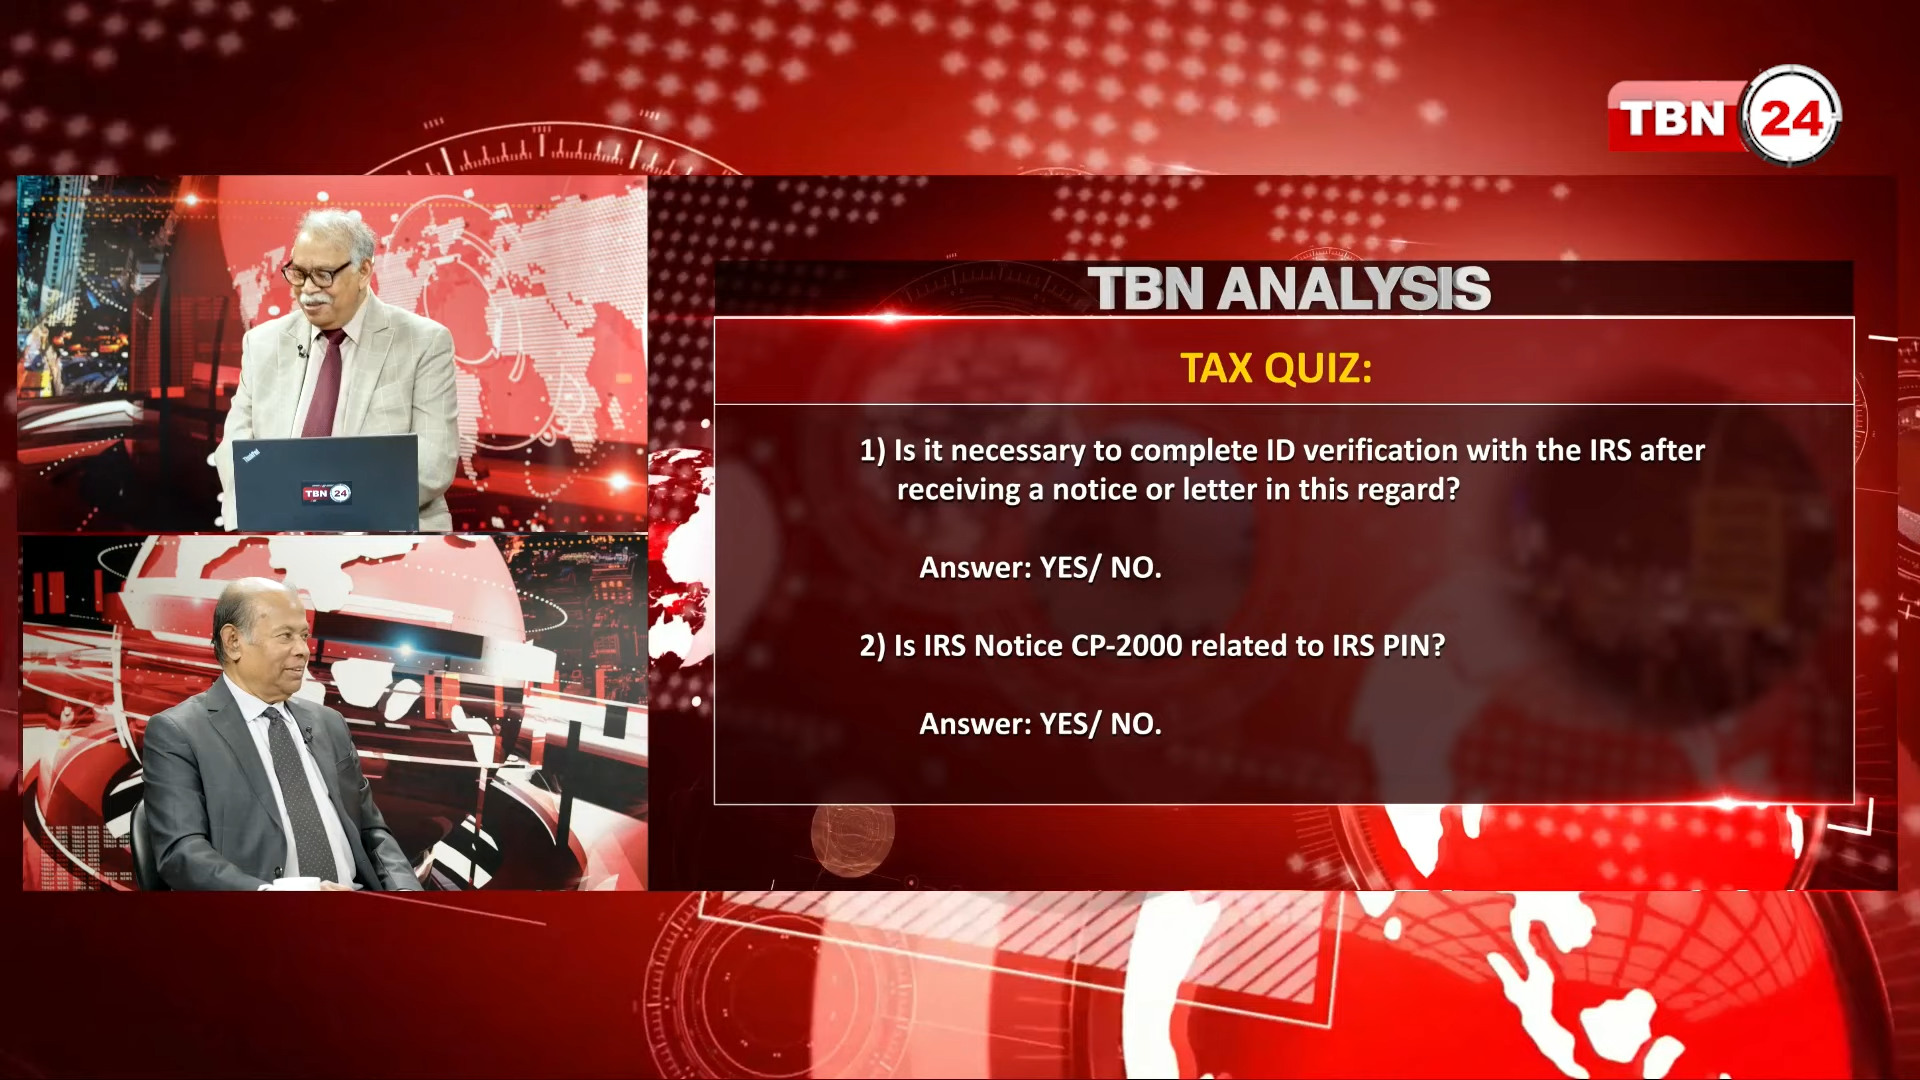 TBN 24
TBN ANALYSIS
TAX QUIZ:
1) Is it necessary to complete ID verification with the IRS after
receiving a notice or letter in this regard?
Answer: YES/ NO.
2) Is IRS Notice CP-2000 related to IRS PIN?
Answer: YES/ NO.
ThinkPad
TBN 24